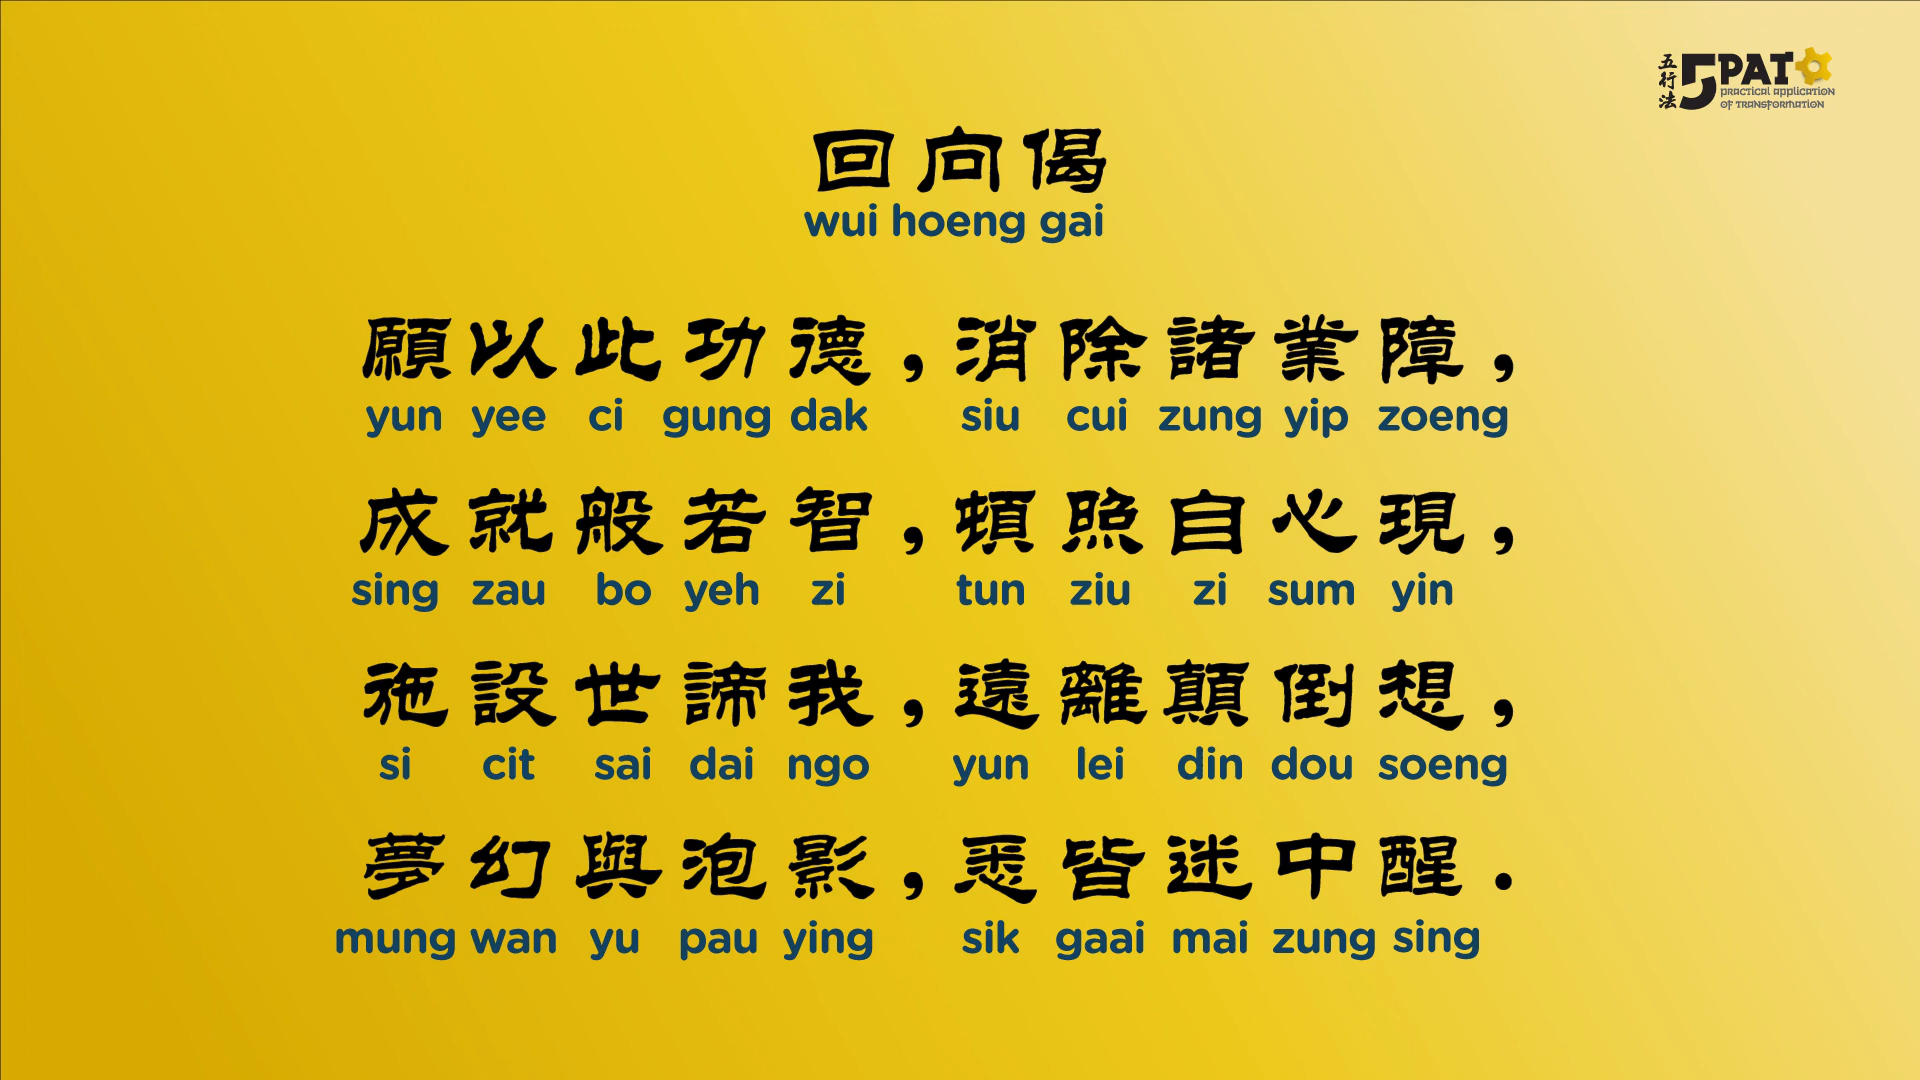 五行法 5PAT
PRACTICAL APPLICATION
OF TRANSFORMATION
回向偈
wui hoeng gai
願以此功德，消除諸業障，
yun yee ci gung dak siu cui zung yip zoeng
成就般若智，頓照自心現，
sing zau bo yeh zi tun ziu zi sum yin
施設世諦我，遠離顛倒想，
si cit sai dai ngo yun lei din dou soeng
夢幻與泡影，悉皆迷中醒．
mung wan yu pau ying sik gaai mai zung sing